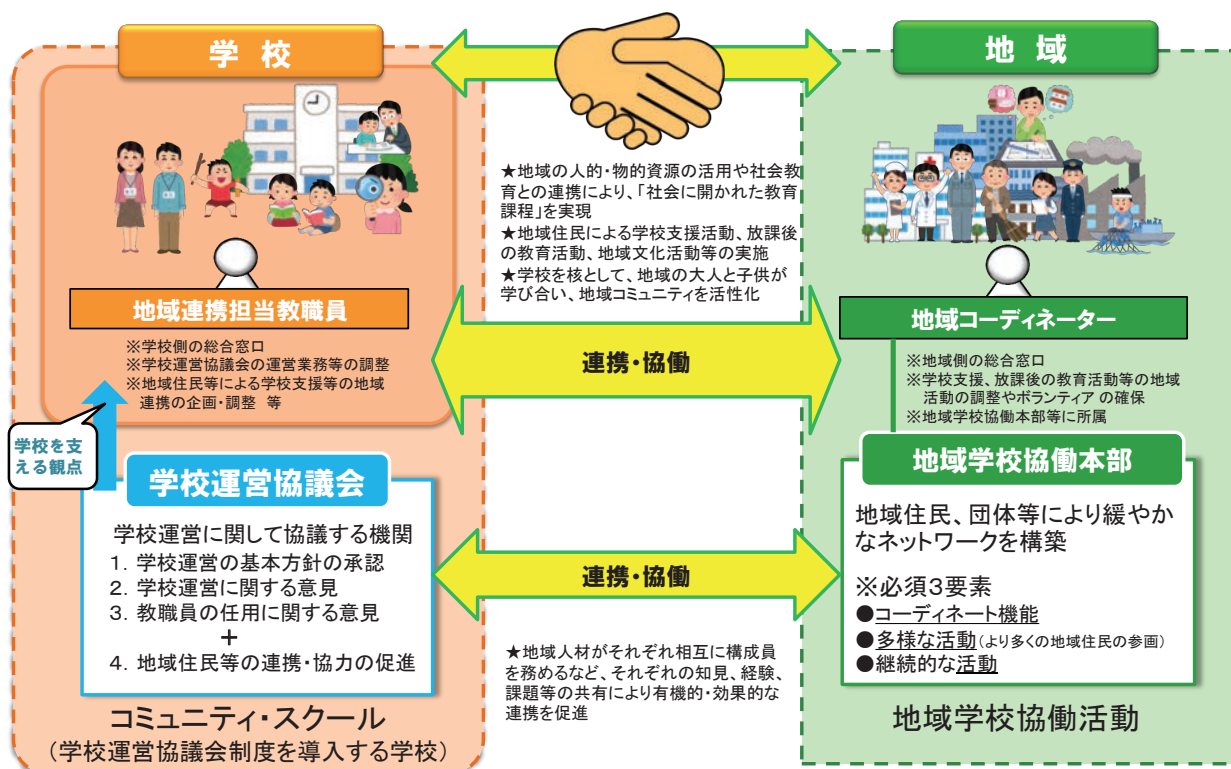 学校
地域
★地域の人的・物的資源の活用や社会教
育との連携により、「社会に開かれた教育
課程」を実現
★地域住民による学校支援活動、放課後
の教育活動、地域文化活動等の実施
★学校を核として、地域の大人と子供が
学び合い、地域コミュニティを活性化
地域連携担当教職員
※学校側の総合窓口
※学校運営協議会の運営業務等の調整
※地域住民等による学校支援等の地域
連携の企画・調整 等
連携・協働
地域コーディネーター
※地域側の総合窓口
※学校支援、放課後の教育活動等の地域
活動の調整やボランティア の確保
※地域学校協働本部等に所属
学校を支
える観点
学校運営協議会
学校運営に関して協議する機関
1. 学校運営の基本方針の承認
2. 学校運営に関する意見
3. 教職員の任用に関する意見
+
4. 地域住民等の連携・協力の促進
連携・協働
地域学校協働本部
地域住民、団体等により緩やか
なネットワークを構築
※必須3要素
●コーディネート機能
●多様な活動(より多くの地域住民の参画)
●継続的な活動
★地域人材がそれぞれ相互に構成員
を務めるなど、それぞれの知見、経験、
課題等の共有により有機的・効果的な
連携を促進
コミュニティ・スクール
(学校運営協議会制度を導入する学校)
地域学校協働活動